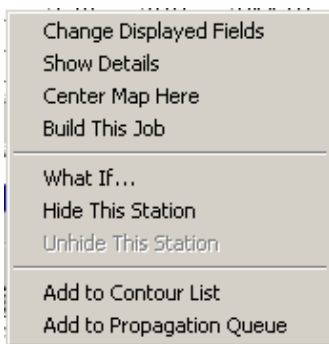 Change Displayed Fields
Show Details
Center Map Here
Build This Job
What If...
Hide This Station
Unhide This Station
Add to Contour List
Add to Propagation Queue